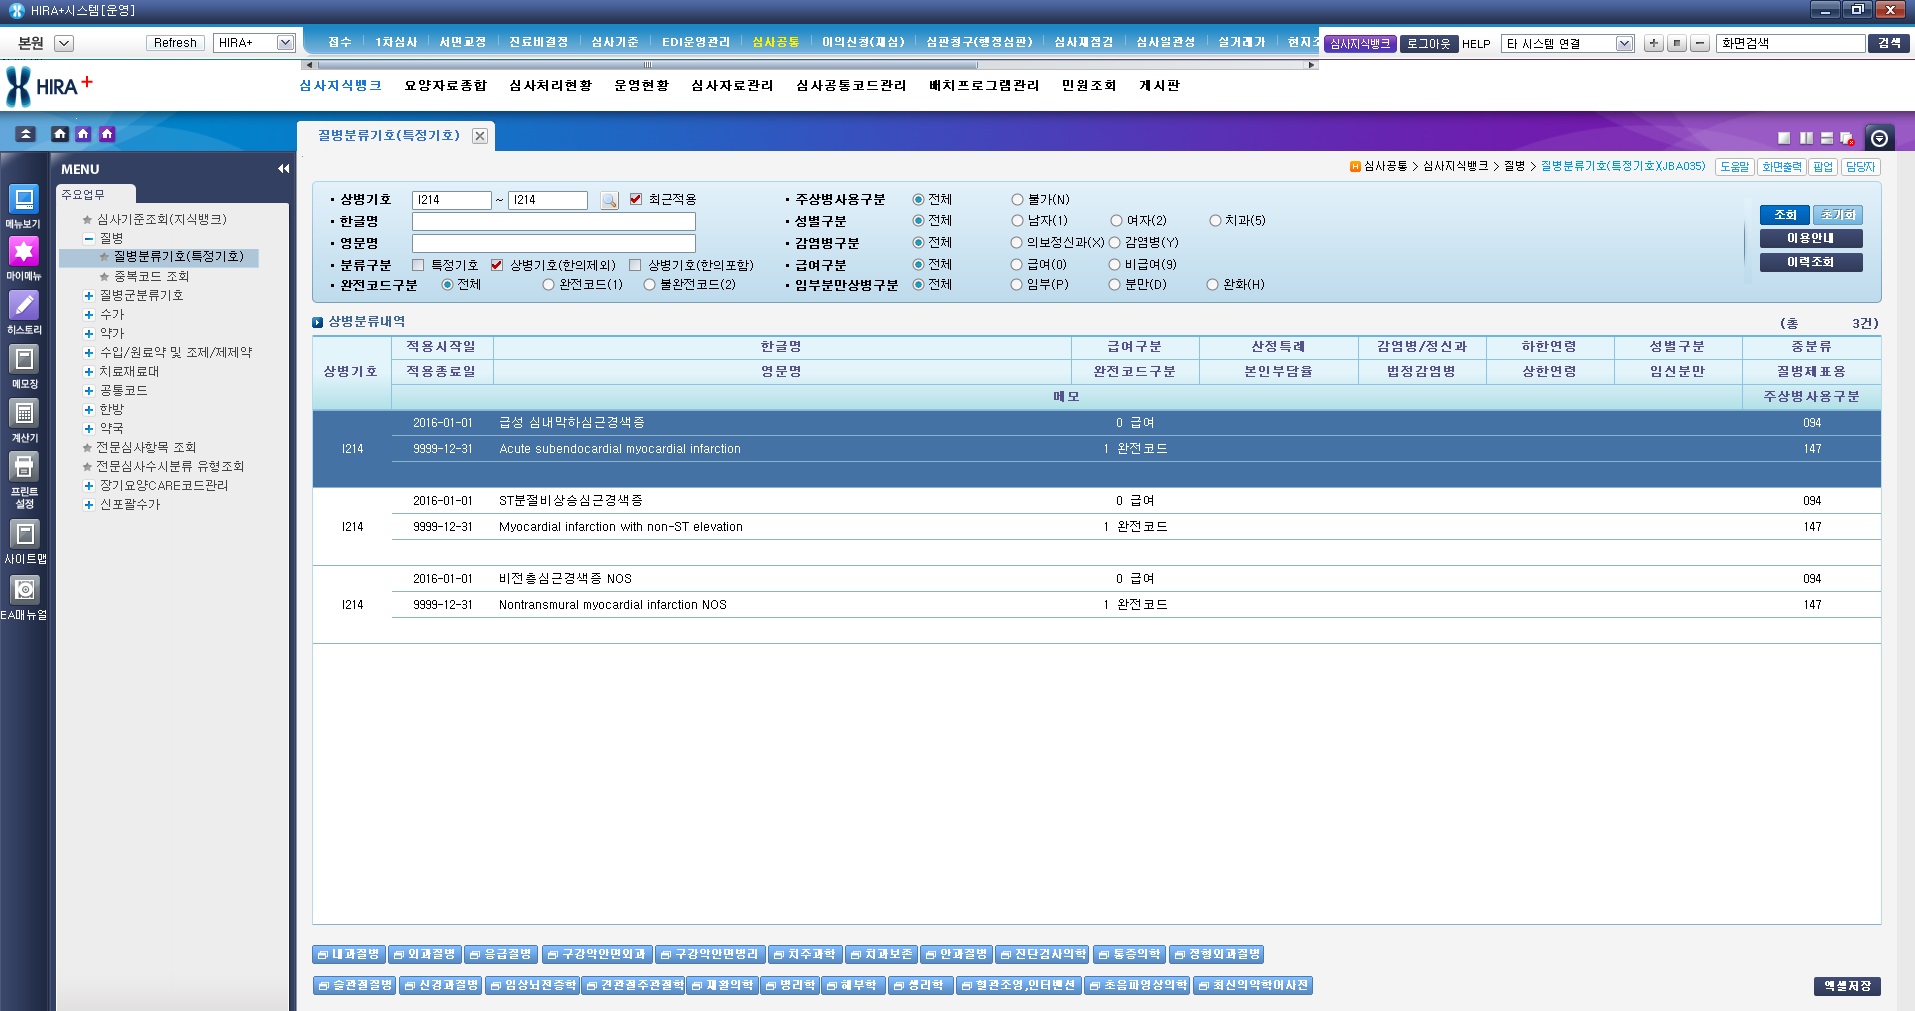 HIRA+시스템[운영]
본원 Refresh HIRA+ 접수 1차심사 서면교정 진료비결정 심사기준 EDI운영관리 심사공통 이의신청(재심) 심판청구(행정심판) 심사재점검 심사일관성 실거래가 현지조 심사지식뱅크 로그아웃 HELP 타 시스템 연결 화면검색 검색
HIRA+ 심사지식뱅크 요양자료종합 심사처리현황 운영현황 심사자료관리 심사공통코드관리 배치프로그램관리 민원조회 게시판
질병분류기호(특정기호)
심사공통 > 심사지식뱅크 > 질병 > 질병분류기호(특정기호)(JBA035) 도움말 화면출력 팝업 담당자
MENU
주요업무
심사기준조회(지식뱅크)
질병
질병분류기호(특정기호)
중복코드 조회
질병군분류기호
수가
약가
수입/원료약 및 조제/제제약
치료재료대
공통코드
한방
약국
전문심사항목 조회
전문심사수시분류 유형조회
장기요양CARE코드관리
신포괄수가
메뉴보기
마이메뉴
히스토리
메모장
계산기
프린트
설정
사이트맵
EA매뉴얼
상병기호 I214 ~ I214 최근적용 주상병사용구분 전체 불가(N)
한글명 성별구분 전체 남자(1) 여자(2) 치과(5)
영문명 감염병구분 전체 의보정신과(X) 감염병(Y)
분류구분 특정기호 상병기호(한의제외) 상병기호(한의포함) 급여구분 전체 급여(0) 비급여(9)
완전코드구분 전체 완전코드(1) 불완전코드(2) 임부분만상병구분 전체 임부(P) 분만(D) 완화(H)
조회 초기화
이용안내
이력조회
상병분류내역 (총 3건)
상병기호 적용시작일 한글명 급여구분 산정특례 감염병/정신과 하한연령 성별구분 중분류
적용종료일 영문명 완전코드구분 본인부담율 법정감염병 상한연령 임신분만 질병제표용
메모 주상병사용구분
2016-01-01 급성 심내막하심근경색증 0 급여 094
I214 9999-12-31 Acute subendocardial myocardial infarction 1 완전코드 147
2016-01-01 ST분절비상승심근경색증 0 급여 094
I214 9999-12-31 Myocardial infarction with non-ST elevation 1 완전코드 147
2016-01-01 비전층심근경색증 NOS 0 급여 094
I214 9999-12-31 Nontransmural myocardial infarction NOS 1 완전코드 147
내과질병 외과질병 응급질병 구강악안면외과 구강악안면병리 치주과학 치과보존 안과질병 진단검사의학 통증의학 정형외과질병
슬관절질병 신경과질병 임상뇌전증학 견관절주관절학 재활의학 병리학 해부학 생리학 혈관조영,인터벤션 초음파영상의학 최신의약학어사전
엑셀저장